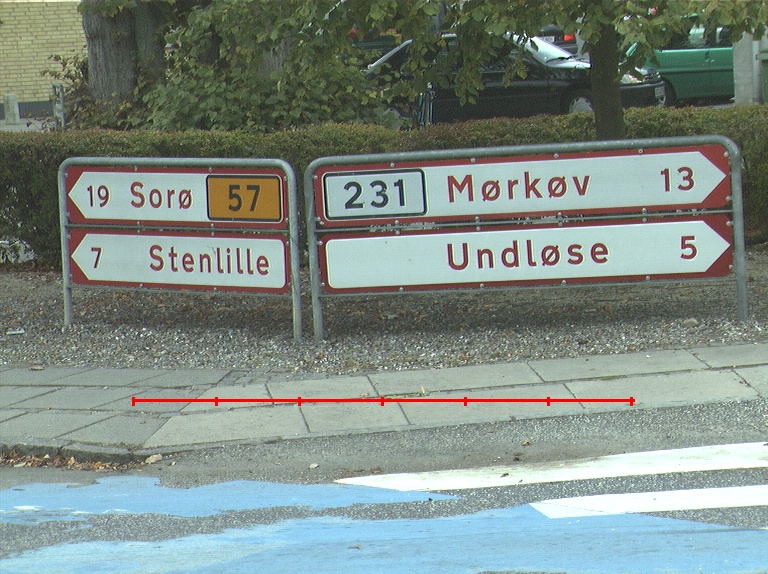 19 Sorø 57
7 Stenlille
231 Mørkøv 13
Undløse 5